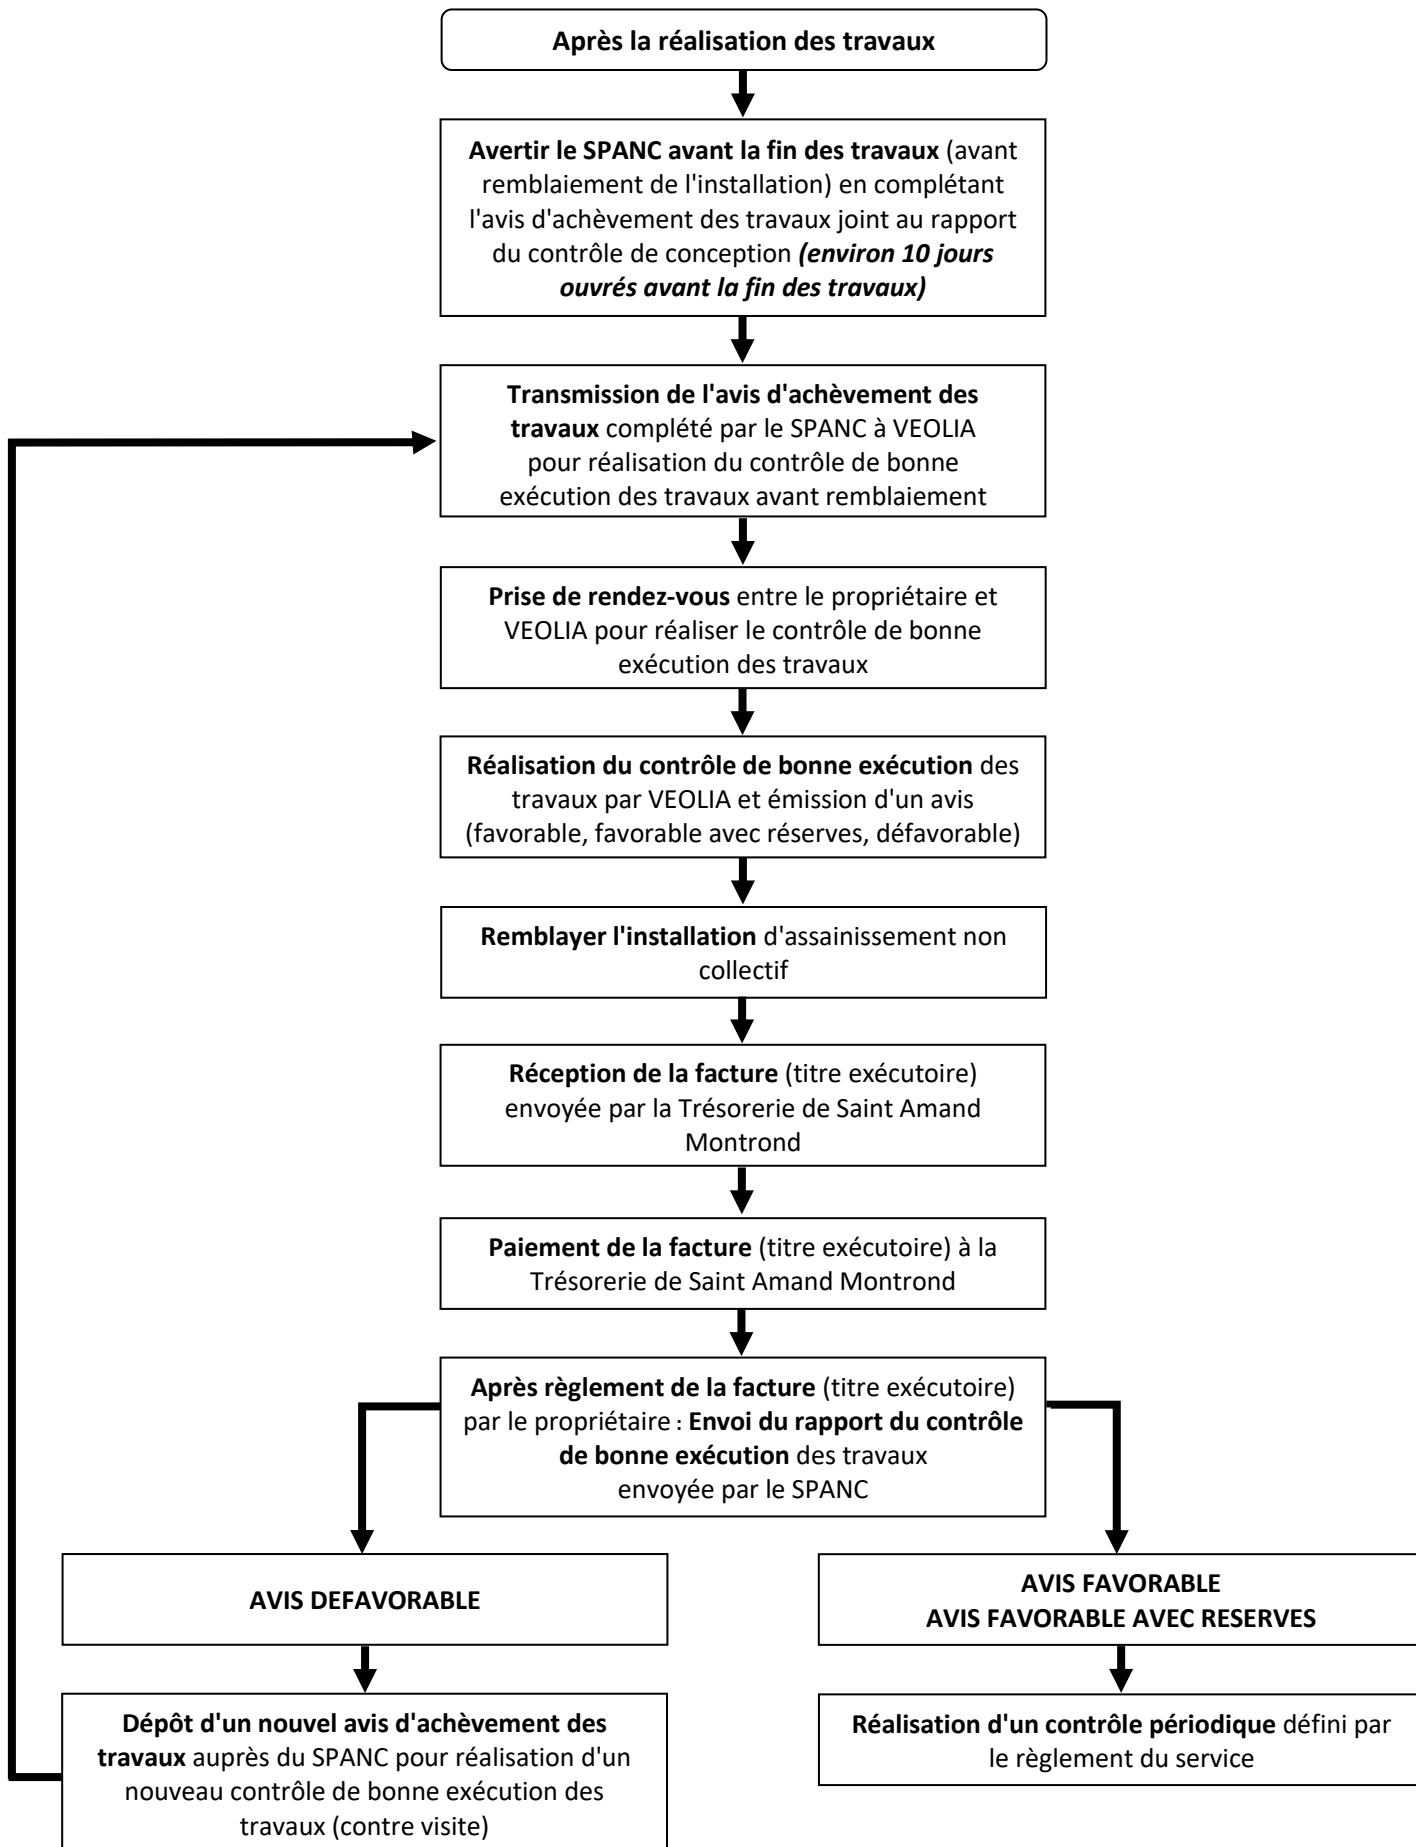 Après la réalisation des travaux
Avertir le SPANC avant la fin des travaux (avant
remblaiement de l'installation) en complétant
l'avis d'achèvement des travaux joint au rapport
du contrôle de conception (environ 10 jours
ouvrés avant la fin des travaux)
Transmission de l'avis d'achèvement des
travaux complété par le SPANC à VEOLIA
pour réalisation du contrôle de bonne
exécution des travaux avant remblaiement
Prise de rendez-vous entre le propriétaire et
VEOLIA pour réaliser le contrôle de bonne
exécution des travaux
Réalisation du contrôle de bonne exécution des
travaux par VEOLIA et émission d'un avis
(favorable, favorable avec réserves, défavorable)
Remblayer l'installation d'assainissement non
collectif
Réception de la facture (titre exécutoire)
envoyée par la Trésorerie de Saint Amand
Montrond
Paiement de la facture (titre exécutoire) à la
Trésorerie de Saint Amand Montrond
Après règlement de la facture (titre exécutoire)
par le propriétaire : Envoi du rapport du contrôle
de bonne exécution des travaux
envoyée par le SPANC
AVIS DEFAVORABLE
Dépôt d'un nouvel avis d'achèvement des
travaux auprès du SPANC pour réalisation d'un
nouveau contrôle de bonne exécution des
travaux (contre visite)
AVIS FAVORABLE
AVIS FAVORABLE AVEC RESERVES
Réalisation d'un contrôle périodique défini par
le règlement du service